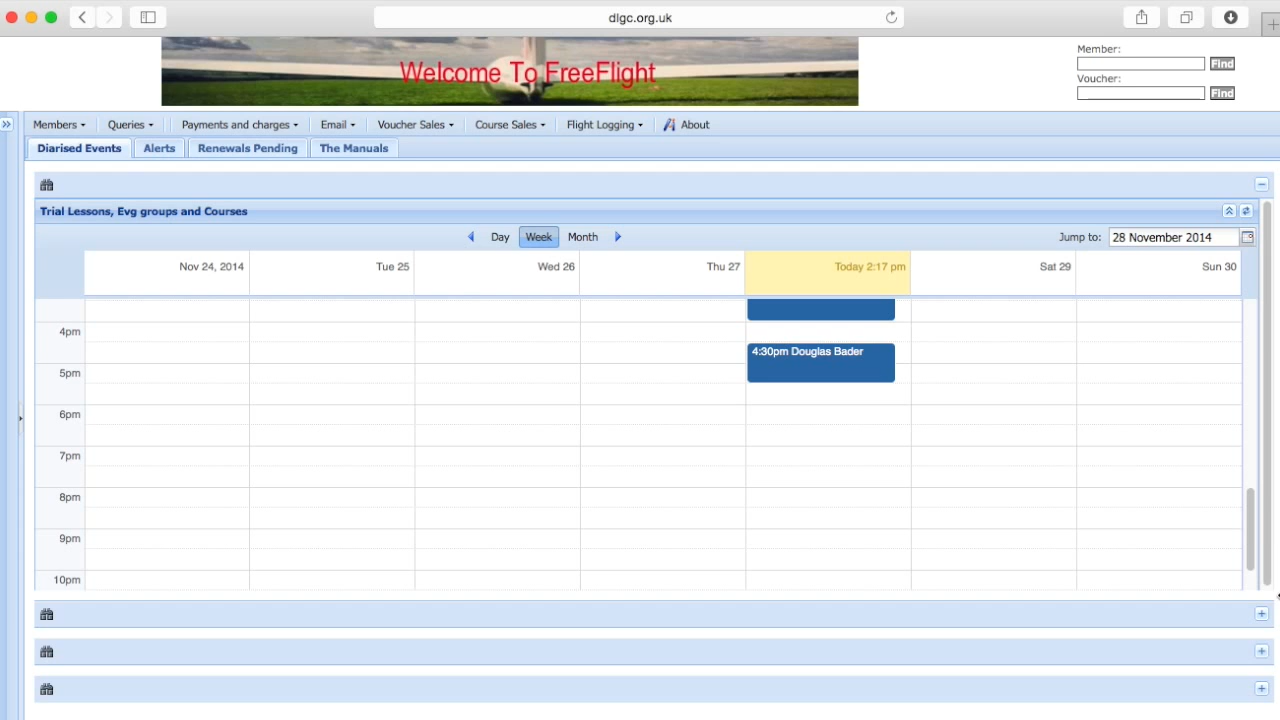 dlgc.org.uk
Welcome To FreeFlight
Member:
Find
Voucher:
Find
Members Queries Payments and charges Email Voucher Sales Course Sales Flight Logging About
Diarised Events Alerts Renewals Pending The Manuals
Trial Lessons, Evg groups and Courses
Day Week Month Jump to: 28 November 2014
Nov 24, 2014 Tue 25 Wed 26 Thu 27 Today 2:17 pm Sat 29 Sun 30
4pm
4:30pm Douglas Bader
5pm
6pm
7pm
8pm
9pm
10pm